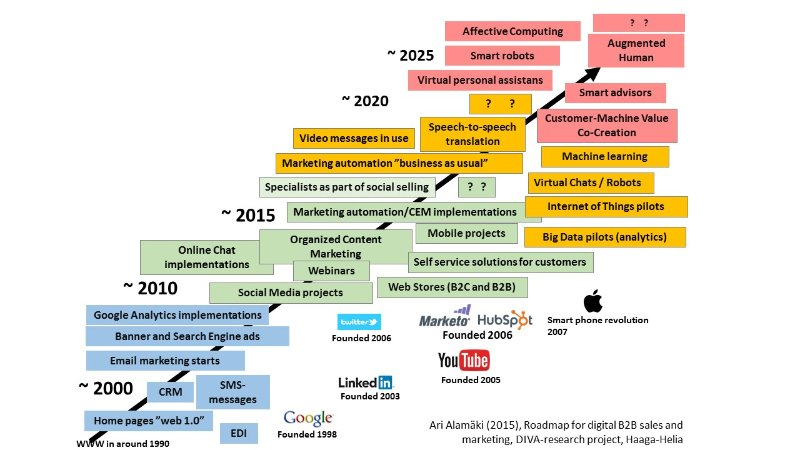 Affective Computing
? ?
~ 2025
Smart robots
Augmented
Human
Virtual personal assistans
Smart advisors
~ 2020
? ?
Customer-Machine Value
Co-Creation
Video messages in use
Speech-to-speech
translation
Machine learning
Marketing automation ”business as usual”
Specialists as part of social selling
? ?
Virtual Chats / Robots
~ 2015
Marketing automation/CEM implementations
Internet of Things pilots
Mobile projects
Big Data pilots (analytics)
Online Chat
implementations
Organized Content
Marketing
Self service solutions for customers
Webinars
~ 2010
Social Media projects
Web Stores (B2C and B2B)
Google Analytics implementations
Banner and Search Engine ads
twitter
Founded 2006
Marketo
HubSpot
Founded 2006
Smart phone revolution
2007
Email marketing starts
YouTube
Founded 2005
~ 2000
CRM
SMS-
messages
Linkedin
Founded 2003
Home pages ”web 1.0”
EDI
Google
Founded 1998
WWW in around 1990
Ari Alamäki (2015), Roadmap for digital B2B sales and
marketing, DIVA-research project, Haaga-Helia